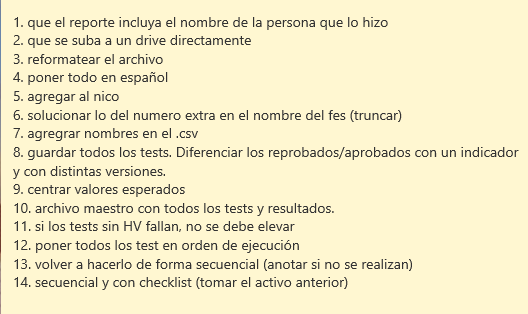 1. que el reporte incluya el nombre de la persona que lo hizo
2. que se suba a un drive directamente
3. reformatear el archivo
4. poner todo en español
5. agregar al nico
6. solucionar lo del numero extra en el nombre del fes (truncar)
7. agregrar nombres en el .csv
8. guardar todos los tests. Diferenciar los reprobados/aprobados con un indicador
y con distintas versiones.
9. centrar valores esperados
10. archivo maestro con todos los tests y resultados.
11. si los tests sin HV fallan, no se debe elevar
12. poner todos los test en orden de ejecución
13. volver a hacerlo de forma secuencial (anotar si no se realizan)
14. secuencial y con checklist (tomar el activo anterior)